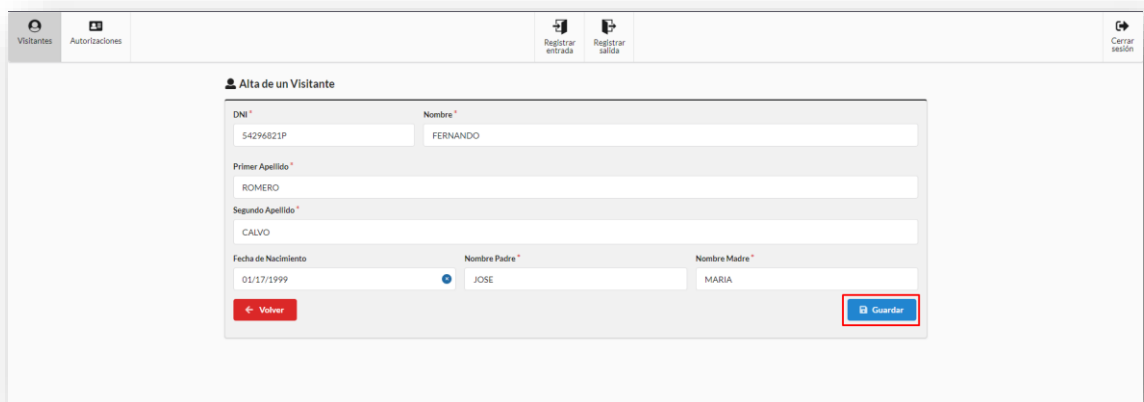 Visitantes
Autorizaciones
Registrar
entrada
Registrar
salida
Cerrar
sesión
Alta de un Visitante
DNI *
Nombre *
54296821P
FERNANDO
Primer Apellido *
ROMERO
Segundo Apellido *
CALVO
Fecha de Nacimiento
Nombre Padre *
Nombre Madre *
01/17/1999
JOSE
MARIA
Volver
Guardar